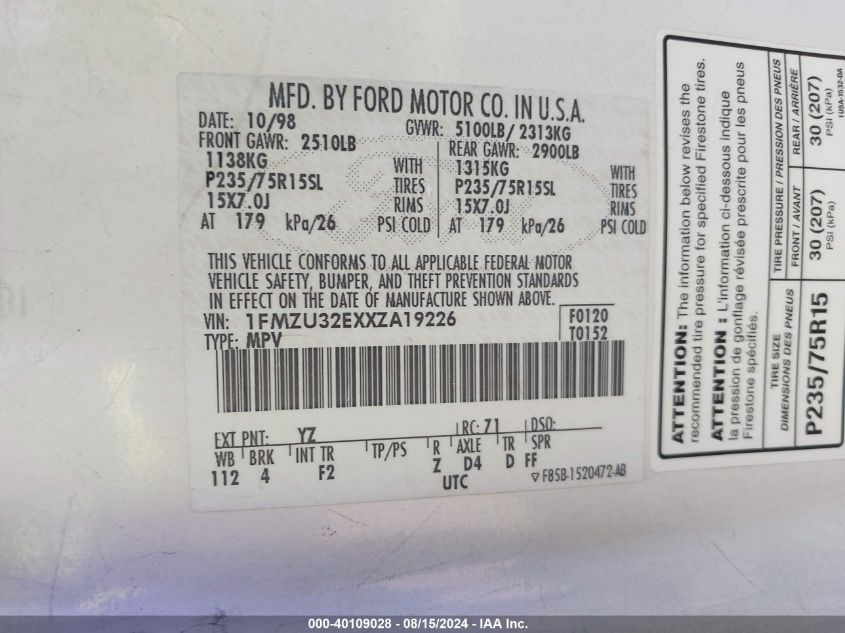 MFD. BY FORD MOTOR CO. IN U.S.A.
DATE: 10/98 GVWR: 5100LB/ 2313KG
FRONT GAWR: 2510LB REAR GAWR: 2900LB
1138KG WITH 1315KG WITH
P235/75R15SL TIRES P235/75R15SL TIRES
15X7.0J RIMS 15X7.0J RIMS
AT 179 kPa/26 PSI COLD AT 179 kPa/26 PSI COLD
THIS VEHICLE CONFORMS TO ALL APPLICABLE FEDERAL MOTOR
VEHICLE SAFETY, BUMPER, AND THEFT PREVENTION STANDARDS
IN EFFECT ON THE DATE OF MANUFACTURE SHOWN ABOVE.
VIN: 1FMZU32EXXZA19226 F0120
TYPE: MPV T0152
EXT PNT: YZ RC: 71 DSO:
WB BRK INT TR TP/PS R AXLE TR SPR
112 4 F2 Z D4 D FF
UTC ▽ F85B-1520472-AB
ATTENTION: The information below revises the
recommended tire pressure for specified Firestone tires.
ATTENTION : L'information ci-dessous indique
la pression de gonflage révisée prescrite pour les pneus
Firestone spécifiés.
TIRE SIZE
DIMENSIONS DES PNEUS
TIRE PRESSURE / PRESSION DES PNEUS
FRONT / AVANT REAR / ARRIÈRE
P235/75R15 30 (207) 30 (207)
PSI (kPa) PSI (kPa)
1U5A-1532-0A
000-40109028 - 08/15/2024 - IAA Inc.